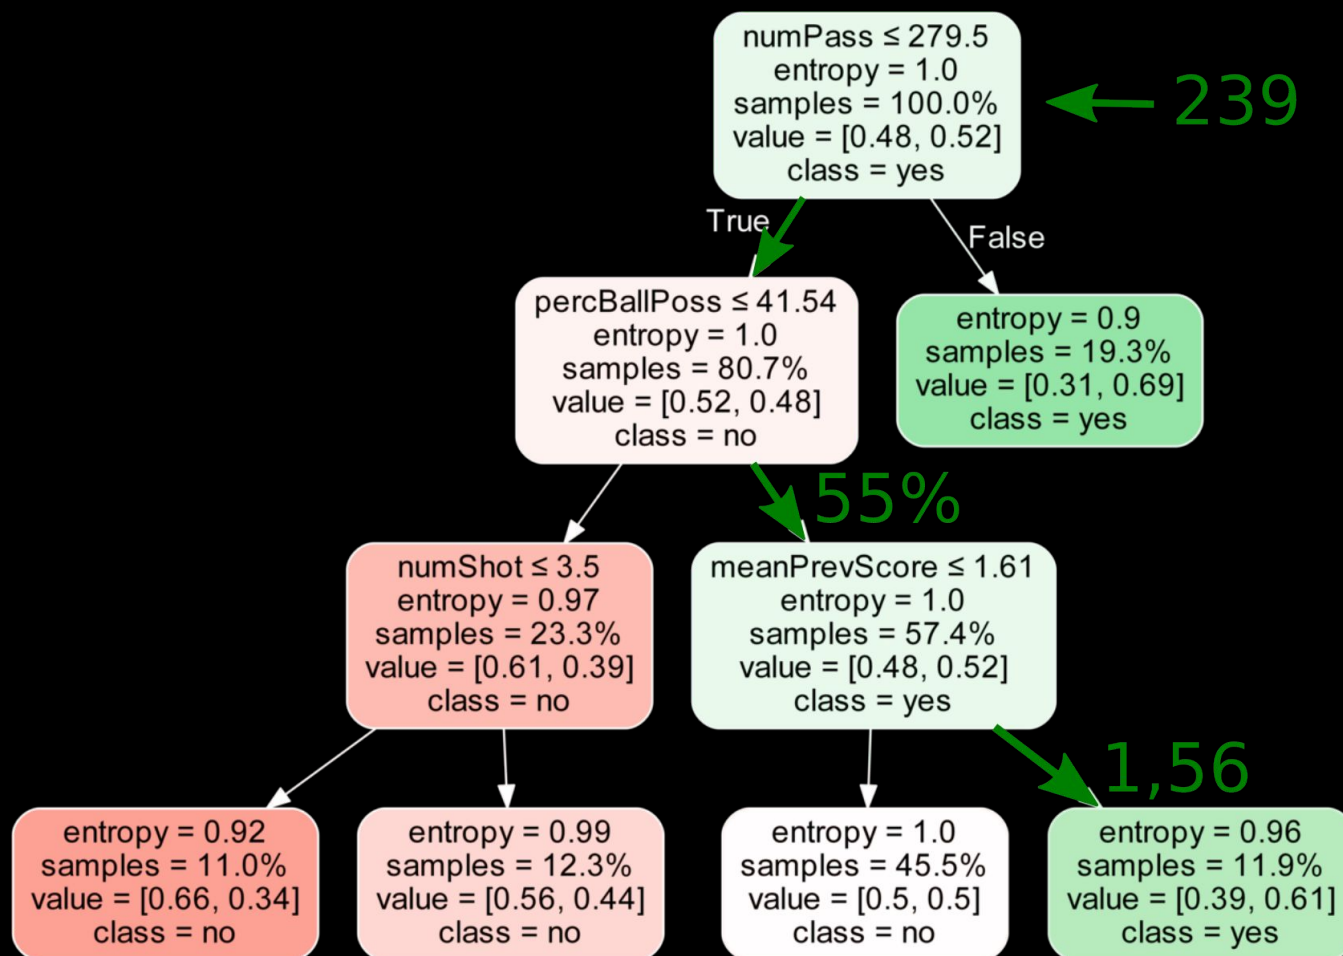 numPass ≤ 279.5
entropy = 1.0
samples = 100.0%
value = [0.48, 0.52]
class = yes
239
True
False
percBallPoss ≤ 41.54
entropy = 1.0
samples = 80.7%
value = [0.52, 0.48]
class = no
entropy = 0.9
samples = 19.3%
value = [0.31, 0.69]
class = yes
55%
numShot ≤ 3.5
entropy = 0.97
samples = 23.3%
value = [0.61, 0.39]
class = no
meanPrevScore ≤ 1.61
entropy = 1.0
samples = 57.4%
value = [0.48, 0.52]
class = yes
1,56
entropy = 0.92
samples = 11.0%
value = [0.66, 0.34]
class = no
entropy = 0.99
samples = 12.3%
value = [0.56, 0.44]
class = no
entropy = 1.0
samples = 45.5%
value = [0.5, 0.5]
class = no
entropy = 0.96
samples = 11.9%
value = [0.39, 0.61]
class = yes